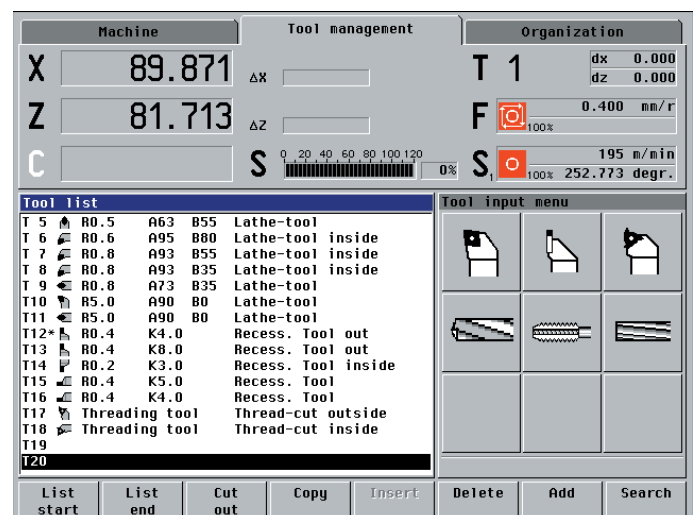 Machine Tool management Organization
X 89.871 ΔX T 1 dx 0.000
dz 0.000
Z 81.713 ΔZ F 100% 0.400 mm/r
C S 0 20 40 60 80 100 120 0% S1 100% 195 m/min
252.773 degr.
Tool list Tool input menu
T 5 R0.5 A63 B55 Lathe-tool
T 6 R0.6 A95 B80 Lathe-tool inside
T 7 R0.8 A93 B55 Lathe-tool inside
T 8 R0.8 A93 B35 Lathe-tool inside
T 9 R0.8 A73 B35 Lathe-tool
T10 R5.0 A90 B0 Lathe-tool
T11 R5.0 A90 B0 Lathe-tool
T12* R0.4 K4.0 Recess. Tool out
T13 R0.4 K8.0 Recess. Tool out
T14 R0.2 K3.0 Recess. Tool inside
T15 R0.4 K5.0 Recess. Tool
T16 R0.4 K4.0 Recess. Tool
T17 Threading tool Thread-cut outside
T18 Threading tool Thread-cut inside
T19
T20
List start List end Cut out Copy Insert Delete Add Search